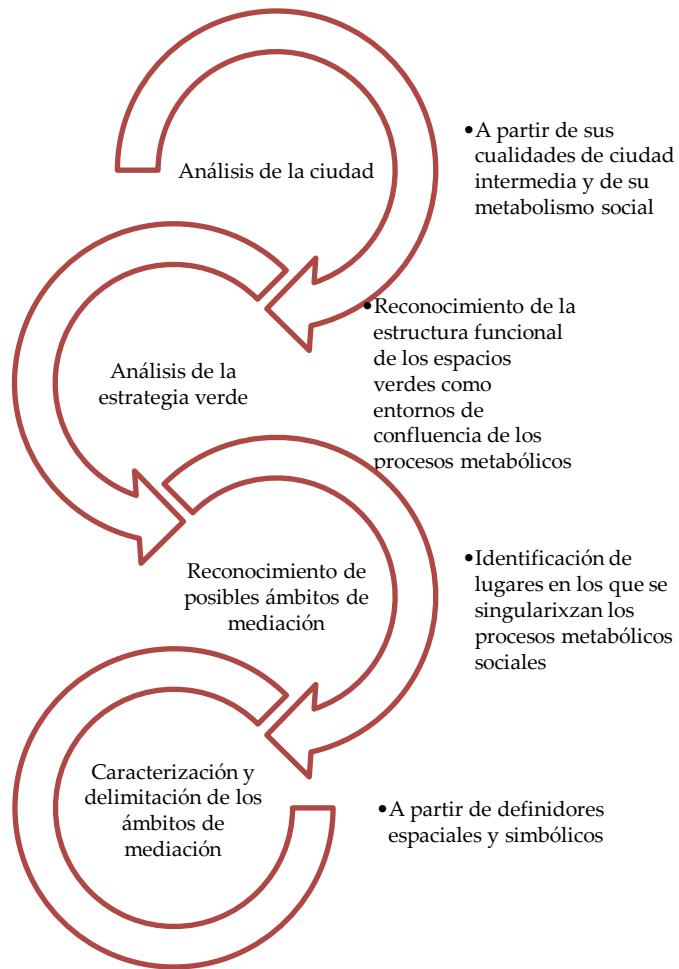 Análisis de la ciudad
•A partir de sus
cualidades de ciudad
intermedia y de su
metabolismo social
Análisis de la
estrategia verde
•Reconocimiento de la
estructura funcional
de los espacios
verdes como
entornos de
confluencia de los
procesos metabólicos
Reconocimiento de
posibles ámbitos de
mediación
•Identificación de
lugares en los que se
singularixzan los
procesos metabólicos
sociales
Caracterización y
delimitación de los
ámbitos de
mediación
•A partir de definidores
espaciales y simbólicos